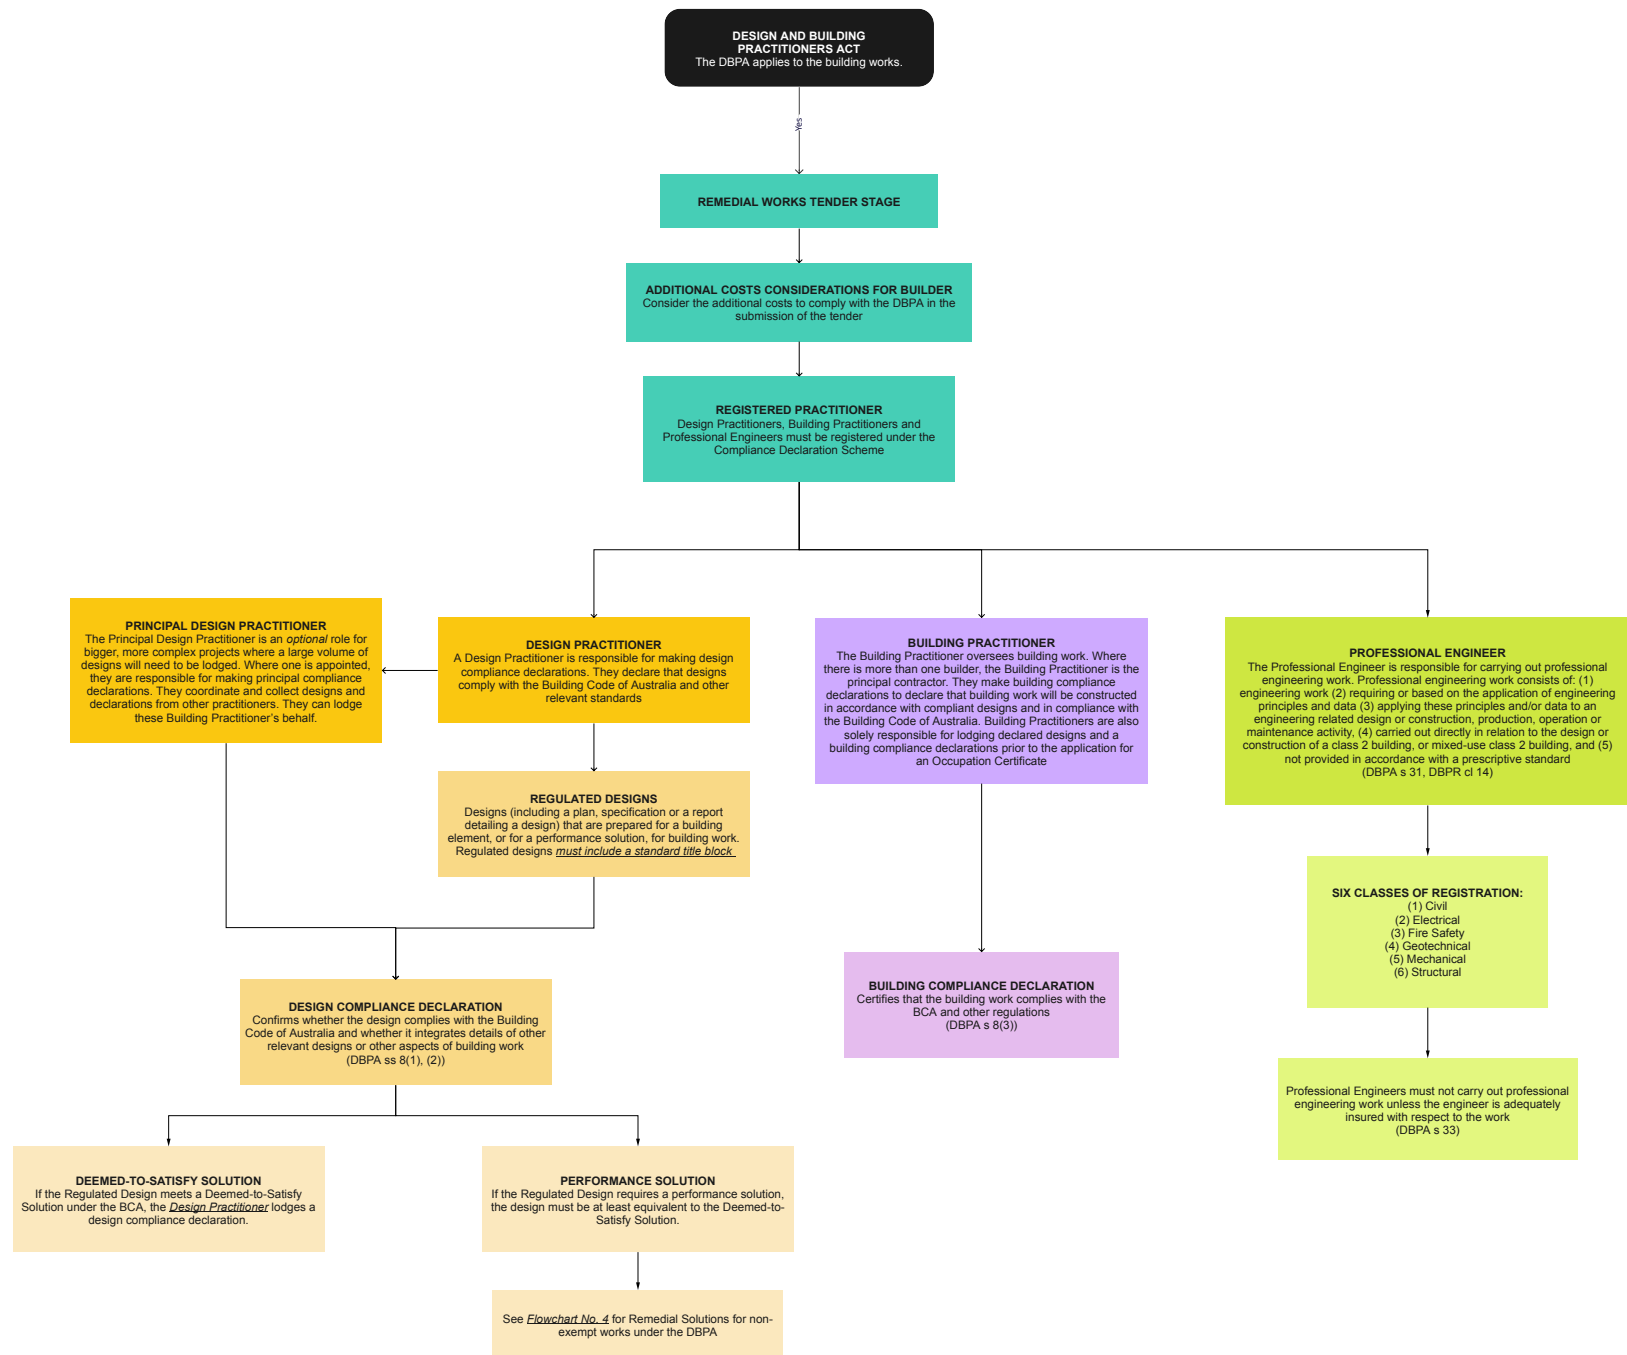 DESIGN AND BUILDING
PRACTITIONERS ACT
The DBPA applies to the building works.
Yes
REMEDIAL WORKS TENDER STAGE
ADDITIONAL COSTS CONSIDERATIONS FOR BUILDER
Consider the additional costs to comply with the DBPA in the
submission of the tender
REGISTERED PRACTITIONER
Design Practitioners, Building Practitioners and
Professional Engineers must be registered under the
Compliance Declaration Scheme
PRINCIPAL DESIGN PRACTITIONER
The Principal Design Practitioner is an optional role for
bigger, more complex projects where a large volume of
designs will need to be lodged. Where one is appointed,
they are responsible for making principal compliance
declarations. They coordinate and collect designs and
declarations from other practitioners. They can lodge
these Building Practitioner's behalf.
DESIGN PRACTITIONER
A Design Practitioner is responsible for making design
compliance declarations. They declare that designs
comply with the Building Code of Australia and other
relevant standards
BUILDING PRACTITIONER
The Building Practitioner oversees building work. Where
there is more than one builder, the Building Practitioner is the
principal contractor. They make building compliance
declarations to declare that building work will be constructed
in accordance with compliant designs and in compliance with
the Building Code of Australia. Building Practitioners are also
solely responsible for lodging declared designs and a
building compliance declarations prior to the application for
an Occupation Certificate
PROFESSIONAL ENGINEER
The Professional Engineer is responsible for carrying out professional
engineering work. Professional engineering work consists of: (1)
engineering work (2) requiring or based on the application of engineering
principles and data (3) applying these principles and/or data to an
engineering related design or construction, production, operation or
maintenance activity, (4) carried out directly in relation to the design or
construction of a class 2 building, or mixed-use class 2 building, and (5)
not provided in accordance with a prescriptive standard
(DBPA s 31, DBPR cl 14)
REGULATED DESIGNS
Designs (including a plan, specification or a report
detailing a design) that are prepared for a building
element, or for a performance solution, for building work.
Regulated designs must include a standard title block
SIX CLASSES OF REGISTRATION:
(1) Civil
(2) Electrical
(3) Fire Safety
(4) Geotechnical
(5) Mechanical
(6) Structural
DESIGN COMPLIANCE DECLARATION
Confirms whether the design complies with the Building
Code of Australia and whether it integrates details of other
relevant designs or other aspects of building work
(DBPA ss 8(1), (2))
BUILDING COMPLIANCE DECLARATION
Certifies that the building work complies with the
BCA and other regulations
(DBPA s 8(3))
Professional Engineers must not carry out professional
engineering work unless the engineer is adequately
insured with respect to the work
(DBPA s 33)
DEEMED-TO-SATISFY SOLUTION
If the Regulated Design meets a Deemed-to-Satisfy
Solution under the BCA, the Design Practitioner lodges a
design compliance declaration.
PERFORMANCE SOLUTION
If the Regulated Design requires a performance solution,
the design must be at least equivalent to the Deemed-to-
Satisfy Solution.
See Flowchart No. 4 for Remedial Solutions for non-
exempt works under the DBPA